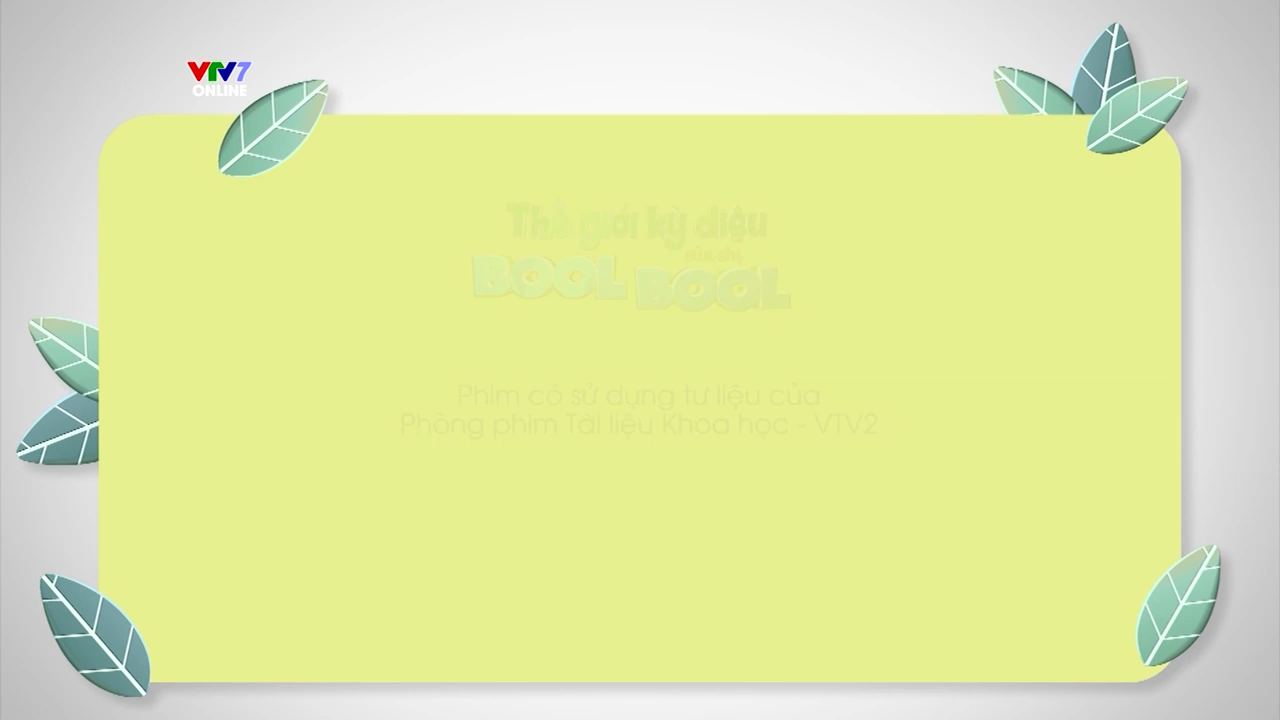 VTV7
ONLINE
Thế giới kỳ diệu
của chị
BOOL BOOL
Phim có sử dụng tư liệu của
Phòng phim Tài liệu Khoa học - VTV2